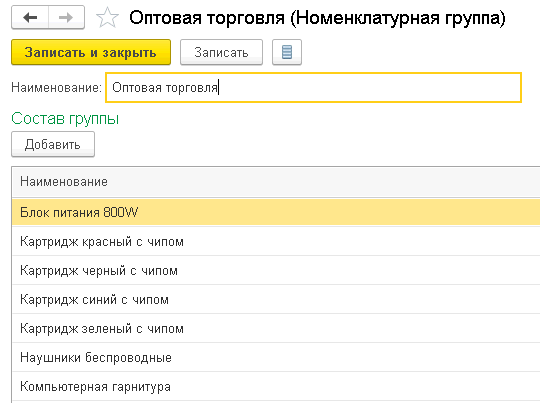 Оптовая торговля (Номенклатурная группа)
Записать и закрыть Записать
Наименование: Оптовая торговля
Состав группы
Добавить
Наименование
Блок питания 800W
Картридж красный с чипом
Картридж черный с чипом
Картридж синий с чипом
Картридж зеленый с чипом
Наушники беспроводные
Компьютерная гарнитура